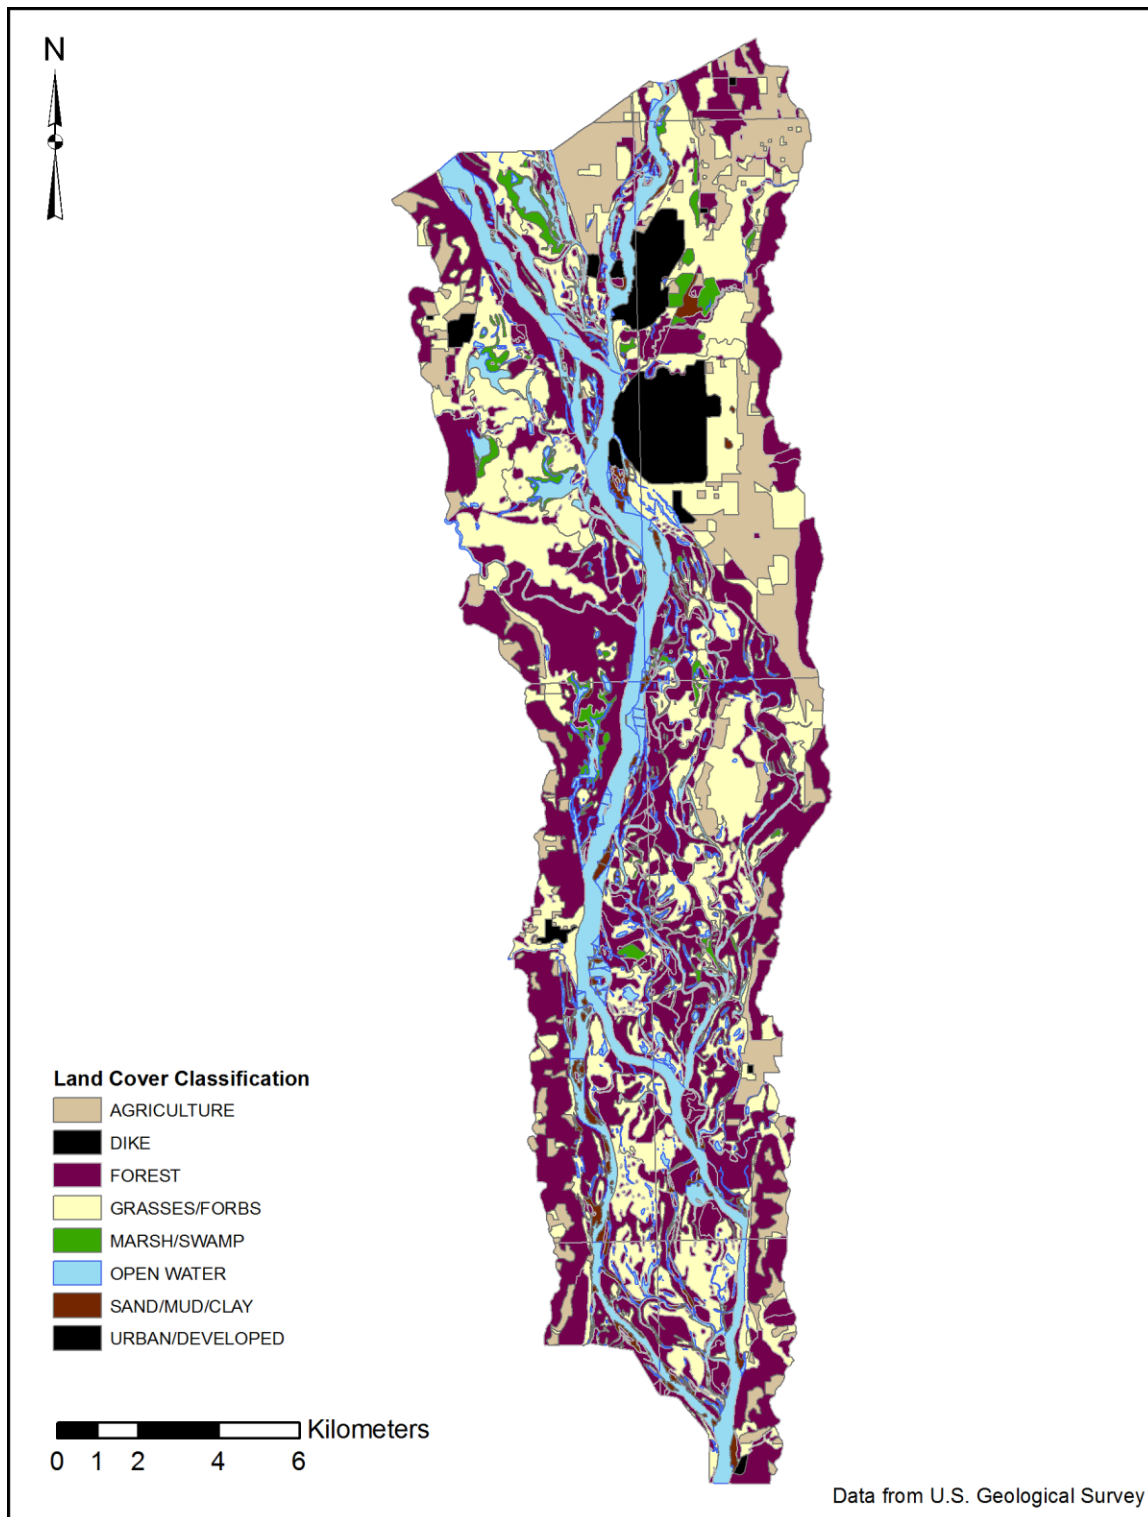 N
Land Cover Classification
AGRICULTURE
DIKE
FOREST
GRASSES/FORBS
MARSH/SWAMP
OPEN WATER
SAND/MUD/CLAY
URBAN/DEVELOPED
Kilometers
0 1 2 4 6
Data from U.S. Geological Survey